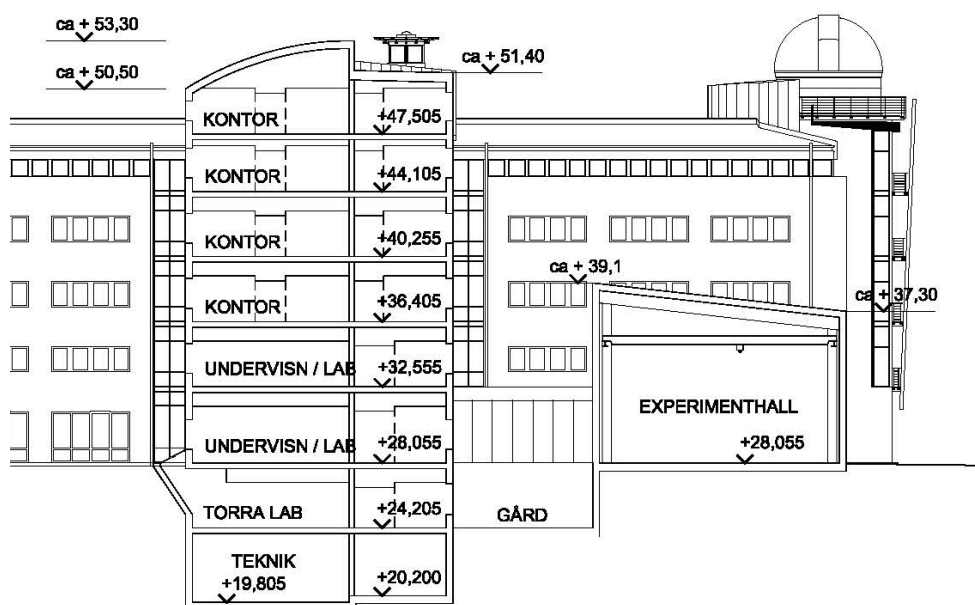 ca + 53,30
ca + 50,50
ca + 51,40
KONTOR +47,505
KONTOR +44,105
KONTOR +40,255
ca + 39,1
KONTOR +36,405
ca + 37,30
UNDERVISN / LAB +32,555
EXPERIMENTHALL
UNDERVISN / LAB +28,055
+28,055
TORRA LAB +24,205
GÅRD
TEKNIK
+19,805
+20,200